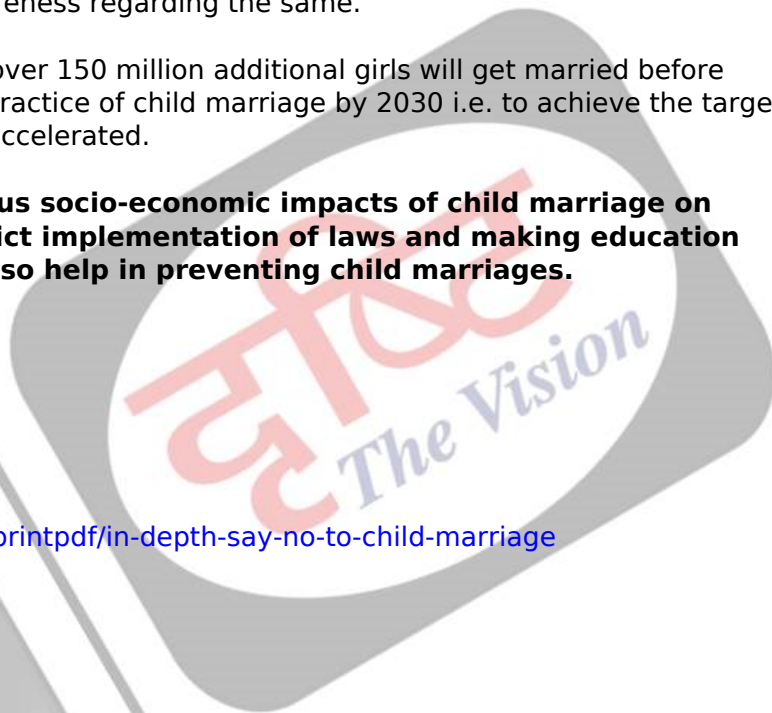 reness regarding the same.
over 150 million additional girls will get married before
ractice of child marriage by 2030 i.e. to achieve the targe
ccelerated.
us socio-economic impacts of child marriage on
ict implementation of laws and making education
so help in preventing child marriages.
दृष्टि
The Vision
printpdf/in-depth-say-no-to-child-marriage